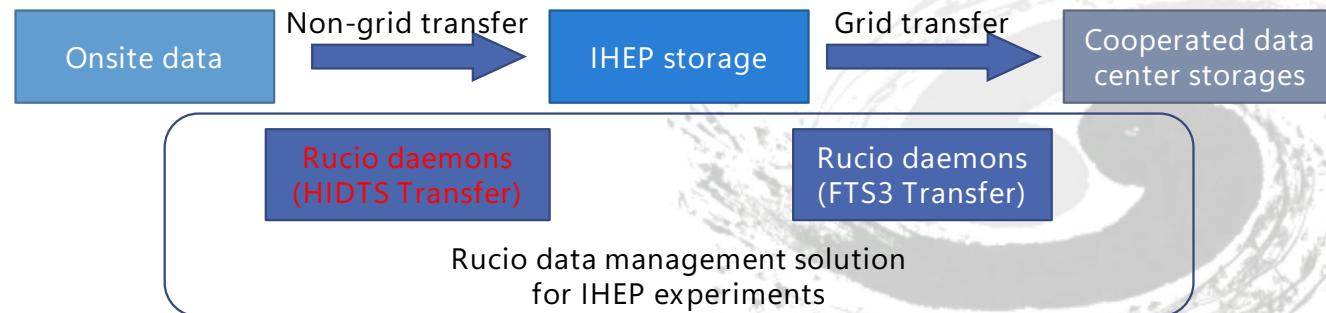 Non-grid transfer
Grid transfer
Onsite data
IHEP storage
Cooperated data
center storages
Rucio daemons
(HIDTS Transfer)
Rucio daemons
(FTS3 Transfer)
Rucio data management solution
for IHEP experiments